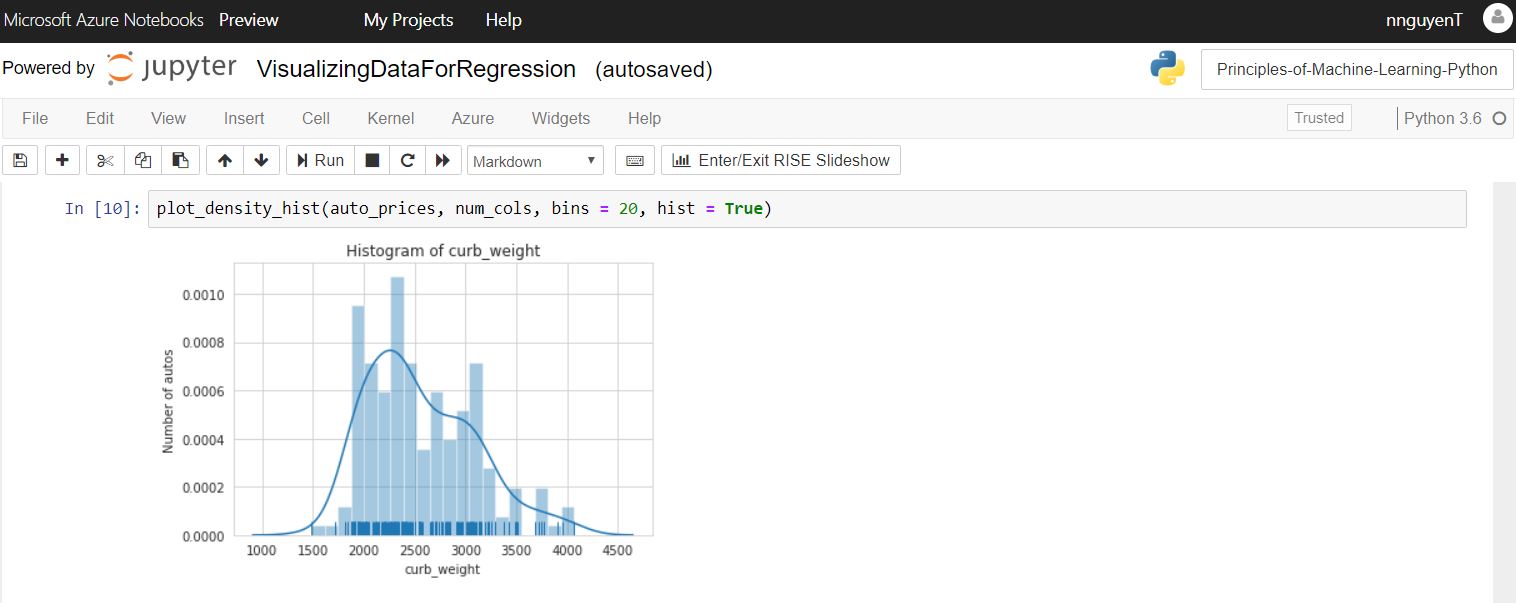 Microsoft Azure Notebooks Preview My Projects Help nnguyenT
Powered by jupyter VisualizingDataForRegression (autosaved) Principles-of-Machine-Learning-Python
File Edit View Insert Cell Kernel Azure Widgets Help Trusted Python 3.6
Run Markdown Enter/Exit RISE Slideshow
In [10]: plot_density_hist(auto_prices, num_cols, bins = 20, hist = True)
Histogram of curb_weight
Number of autos
0.0010
0.0008
0.0006
0.0004
0.0002
0.0000
1000 1500 2000 2500 3000 3500 4000 4500
curb_weight